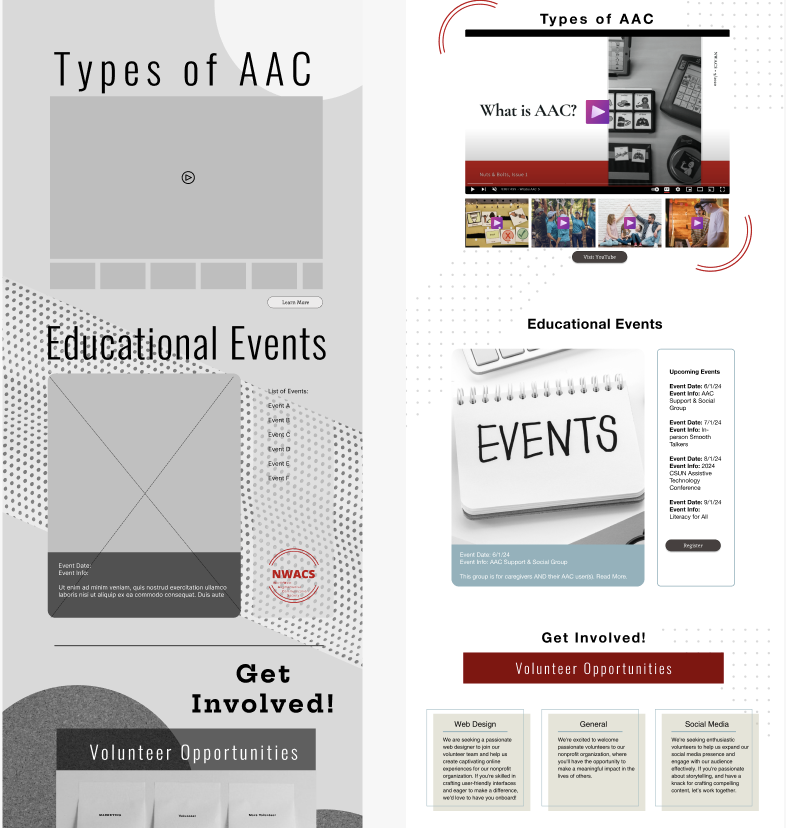 Types of AAC
Learn More
Educational Events
List of Events:
Event A
Event B
Event C
Event D
Event E
Event F
Event Date:
Event Info:
Ut enim ad minim veniam, quis nostrud exercitation ullamco
laboris nisi ut aliquip ex ea commodo consequat. Duis aute
NWACS
Get
Involved!
Volunteer Opportunities
MARKETING
Volunteer
More Volunteer
Types of AAC
What is AAC?
Nuts & Bolts, Issue 1
Visit YouTube
Educational Events
EVENTS
Event Date: 6/1/24
Event Info: AAC Support & Social Group
This group is for caregivers AND their AAC user(s). Read More
Upcoming Events
Event Date: 6/1/24
Event Info: AAC
Support & Social
Group
Event Date: 7/1/24
Event Info: In-
person Smooth
Talkers
Event Date: 8/1/24
Event Info: 2024
CSUN Assistive
Technology
Conference
Event Date: 9/1/24
Event Info:
Literacy for All
Register
Get Involved!
Volunteer Opportunities
Web Design
We are seeking a passionate
web designer to join our
volunteer team and help us
create captivating online
experiences for our nonprofit
organization. If you're skilled in
crafting user-friendly interfaces
and eager to make a difference,
we'd love to have you onboard!
General
We're excited to welcome
passionate volunteers to our
nonprofit organization, where
you'll have the opportunity to
make a meaningful impact in the
lives of others.
Social Media
We're seeking enthusiastic
volunteers to help us expand our
social media presence and
engage with our audience
effectively. If you're passionate
about storytelling, and have a
knack for crafting compelling
content, let's work together.